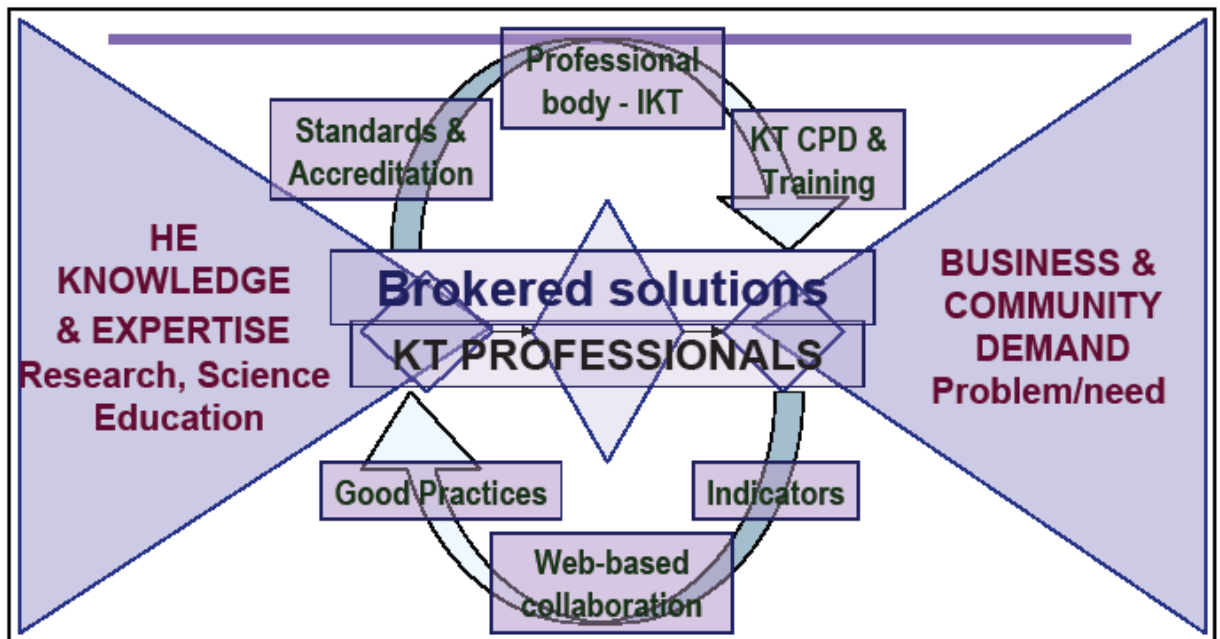 Professional
body - IKT
Standards &
Accreditation
KT CPD &
Training
HE
KNOWLEDGE
& EXPERTISE
Research, Science
Education
Brokered solutions
KT PROFESSIONALS
BUSINESS &
COMMUNITY
DEMAND
Problem/need
Good Practices
Indicators
Web-based
collaboration